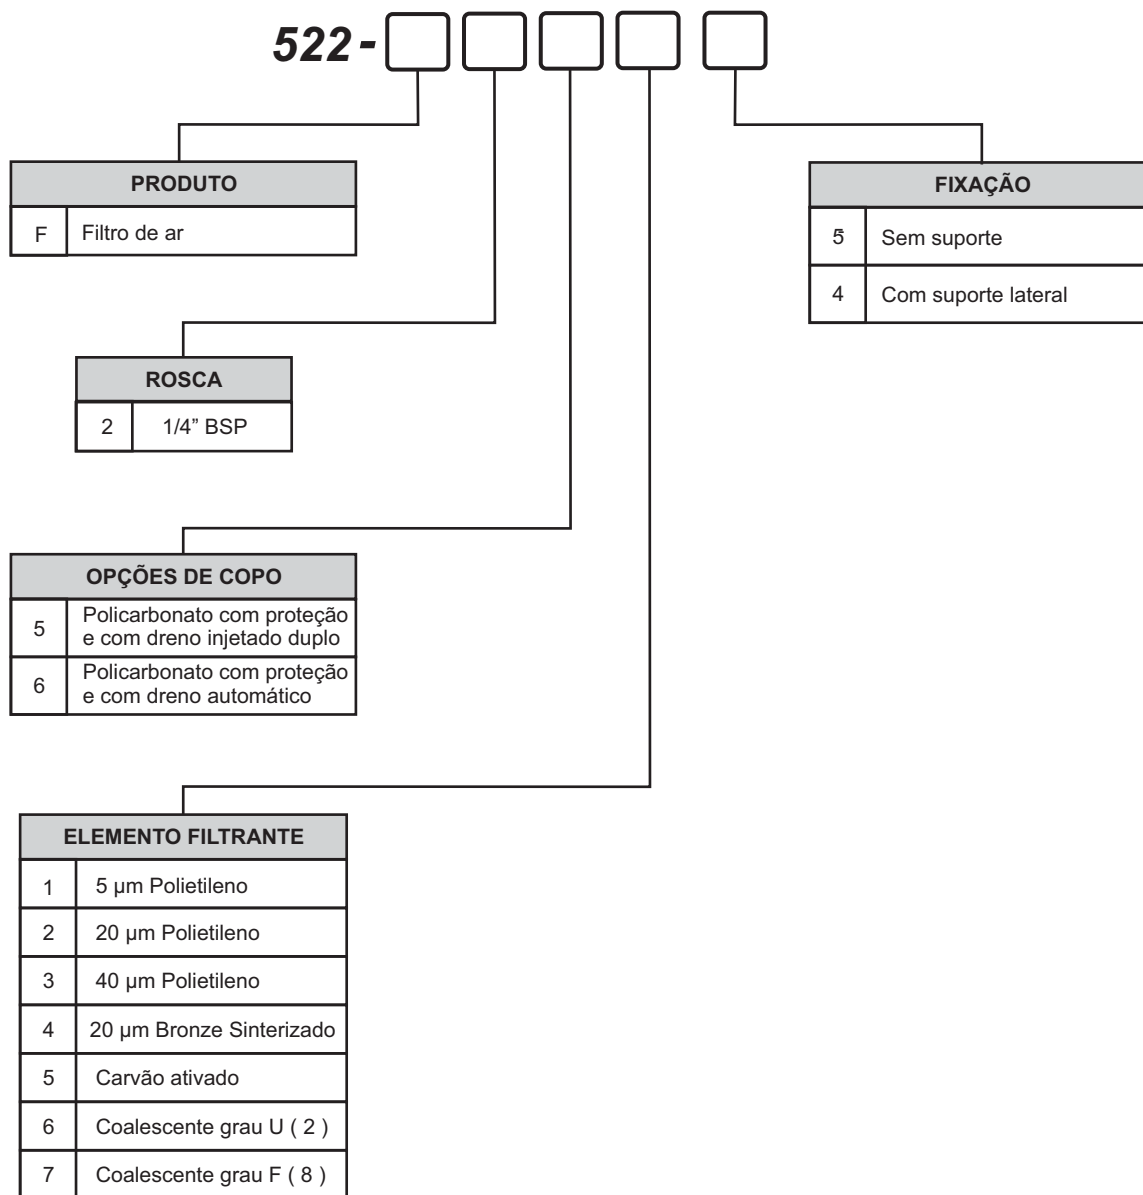 522-
PRODUTO
F Filtro de ar
FIXAÇÃO
5 Sem suporte
4 Com suporte lateral
ROSCA
2 1/4” BSP
OPÇÕES DE COPO
5 Policarbonato com proteção
e com dreno injetado duplo
6 Policarbonato com proteção
e com dreno automático
ELEMENTO FILTRANTE
1 5 µm Polietileno
2 20 µm Polietileno
3 40 µm Polietileno
4 20 µm Bronze Sinterizado
5 Carvão ativado
6 Coalescente grau U ( 2 )
7 Coalescente grau F ( 8 )